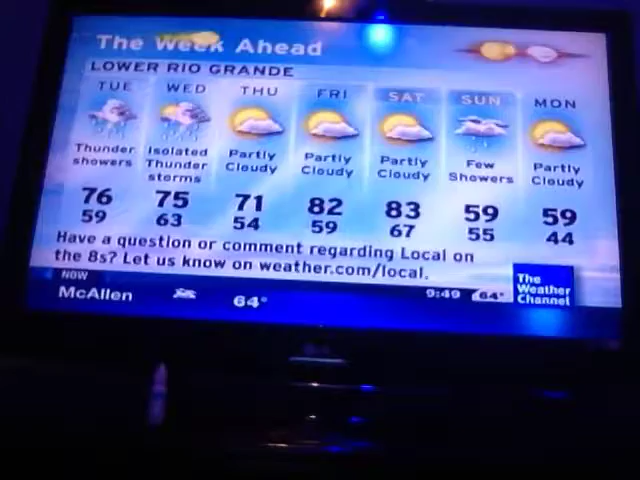 The Week Ahead
LOWER RIO GRANDE
TUE WED THU FRI SAT SUN MON
Thunder showers
Isolated Thunder storms
Partly Cloudy
Partly Cloudy
Partly Cloudy
Few Showers
Partly Cloudy
76 75 71 82 83 59 59
59 63 54 59 67 55 44
Have a question or comment regarding Local on
the 8s? Let us know on weather.com/local.
NOW
McAllen 64° 9:49 64°
The
Weather
Channel